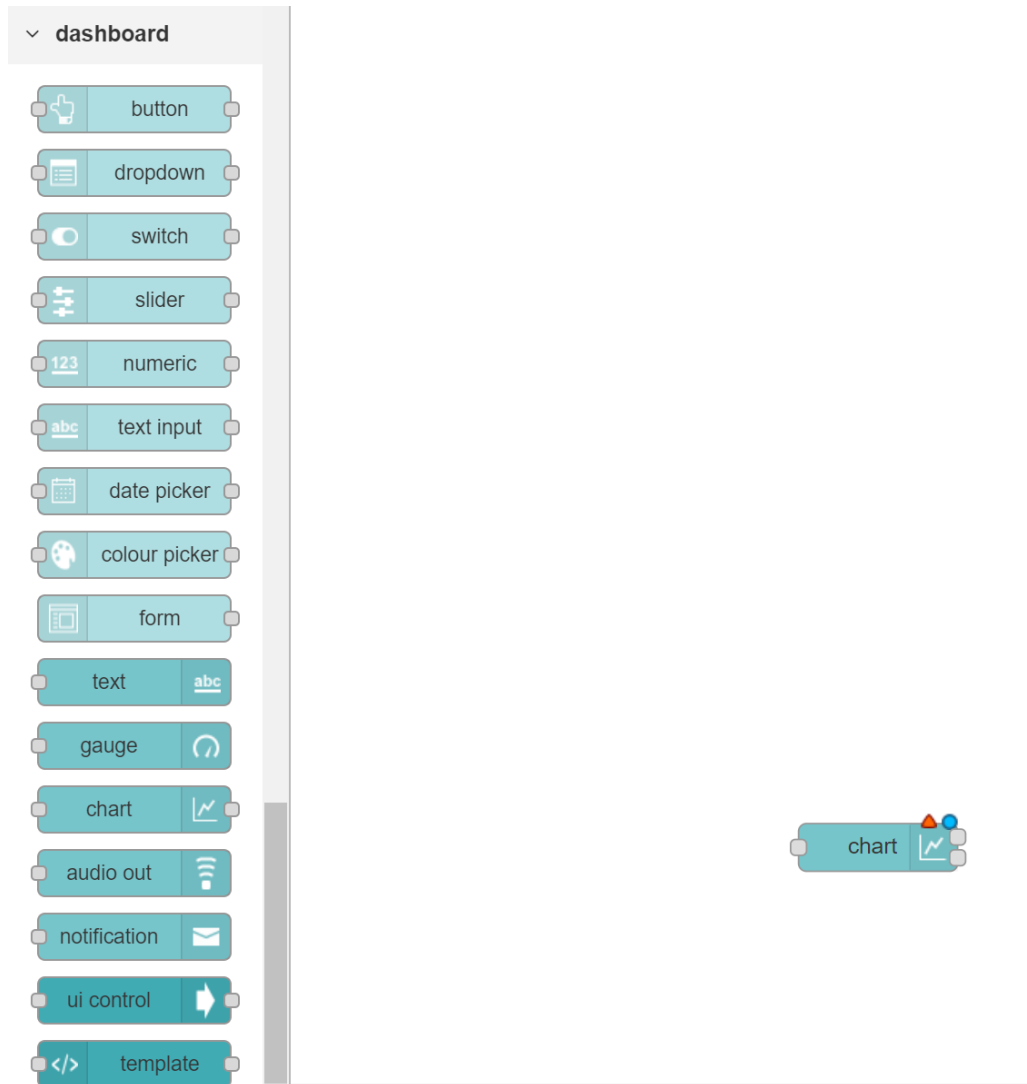 dashboard
button
dropdown
switch
slider
123 numeric
abc text input
date picker
colour picker
form
text abc
gauge
chart
chart
audio out
notification
ui control
</> template